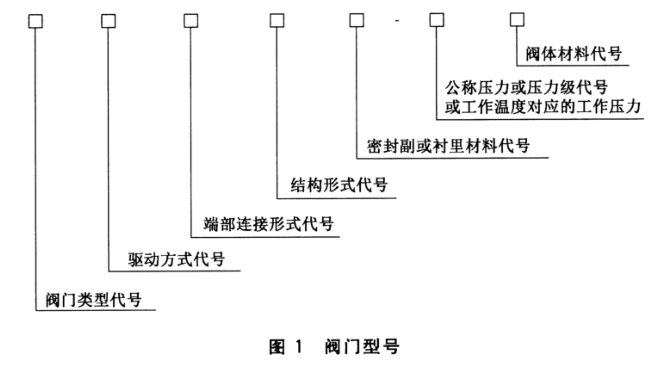 □ □ □ □ □ - □ □
阀体材料代号
公称压力或压力级代号
或工作温度对应的工作压力
密封副或衬里材料代号
结构形式代号
端部连接形式代号
驱动方式代号
阀门类型代号
图 1 阀门型号